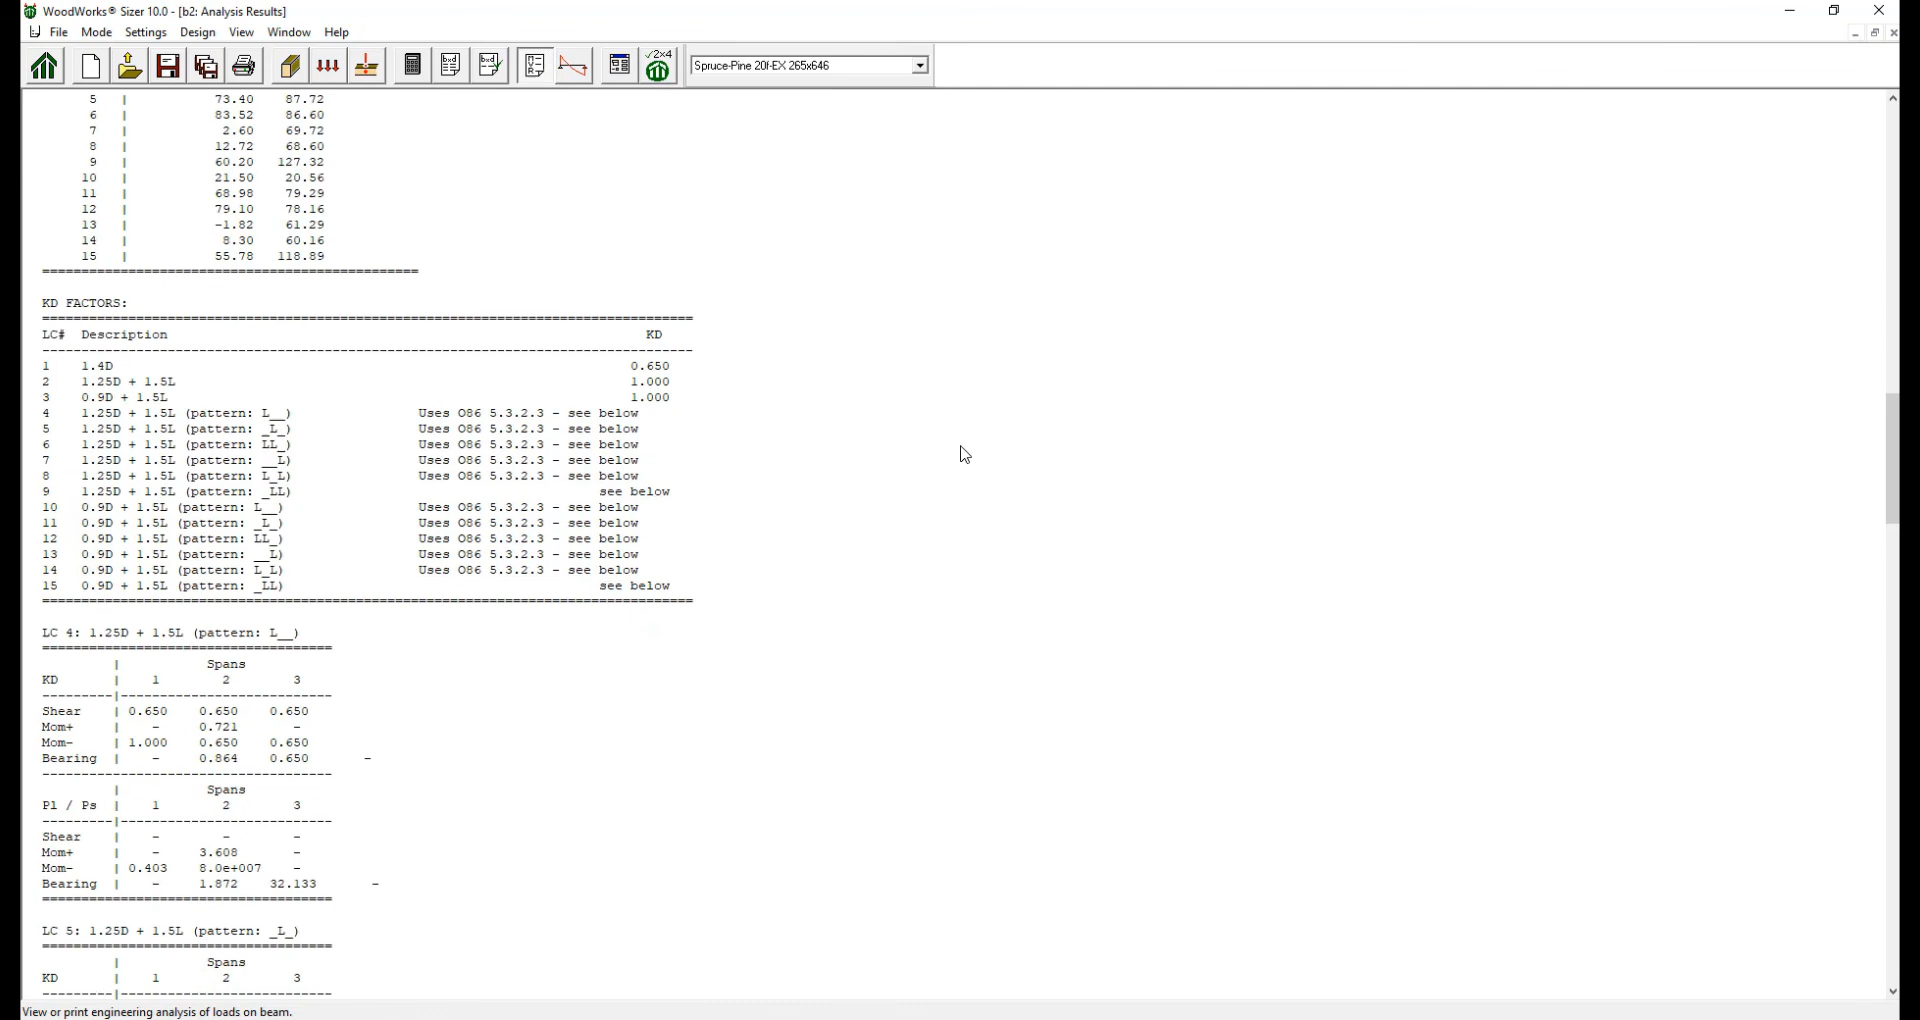 WoodWorks® Sizer 10.0 - [b2: Analysis Results]
File Mode Settings Design View Window Help
Spruce-Pine 20f-EX 265x646
5 | 73.40 87.72
6 | 83.52 86.60
7 | 2.60 69.72
8 | 12.72 68.60
9 | 60.20 127.32
10 | 21.50 20.56
11 | 68.98 79.29
12 | 79.10 78.16
13 | -1.82 61.29
14 | 8.30 60.16
15 | 55.78 118.89
KD FACTORS:
LC# Description KD
1 1.4D 0.650
2 1.25D + 1.5L 1.000
3 0.9D + 1.5L 1.000
4 1.25D + 1.5L (pattern: L__) Uses O86 5.3.2.3 - see below
5 1.25D + 1.5L (pattern: _L_) Uses O86 5.3.2.3 - see below
6 1.25D + 1.5L (pattern: LL_) Uses O86 5.3.2.3 - see below
7 1.25D + 1.5L (pattern: __L) Uses O86 5.3.2.3 - see below
8 1.25D + 1.5L (pattern: L_L) Uses O86 5.3.2.3 - see below
9 1.25D + 1.5L (pattern: _LL) see below
10 0.9D + 1.5L (pattern: L__) Uses O86 5.3.2.3 - see below
11 0.9D + 1.5L (pattern: _L_) Uses O86 5.3.2.3 - see below
12 0.9D + 1.5L (pattern: LL_) Uses O86 5.3.2.3 - see below
13 0.9D + 1.5L (pattern: __L) Uses O86 5.3.2.3 - see below
14 0.9D + 1.5L (pattern: L_L) Uses O86 5.3.2.3 - see below
15 0.9D + 1.5L (pattern: _LL) see below
LC 4: 1.25D + 1.5L (pattern: L__)
| Spans
KD | 1 2 3
Shear | 0.650 0.650 0.650
Mom+ | - 0.721 -
Mom- | 1.000 0.650 0.650
Bearing | - 0.864 0.650 -
| Spans
Pl / Ps | 1 2 3
Shear | - - -
Mom+ | - 3.608 -
Mom- | 0.403 8.0e+007 -
Bearing | - 1.872 32.133 -
LC 5: 1.25D + 1.5L (pattern: _L_)
| Spans
KD | 1 2 3
View or print engineering analysis of loads on beam.